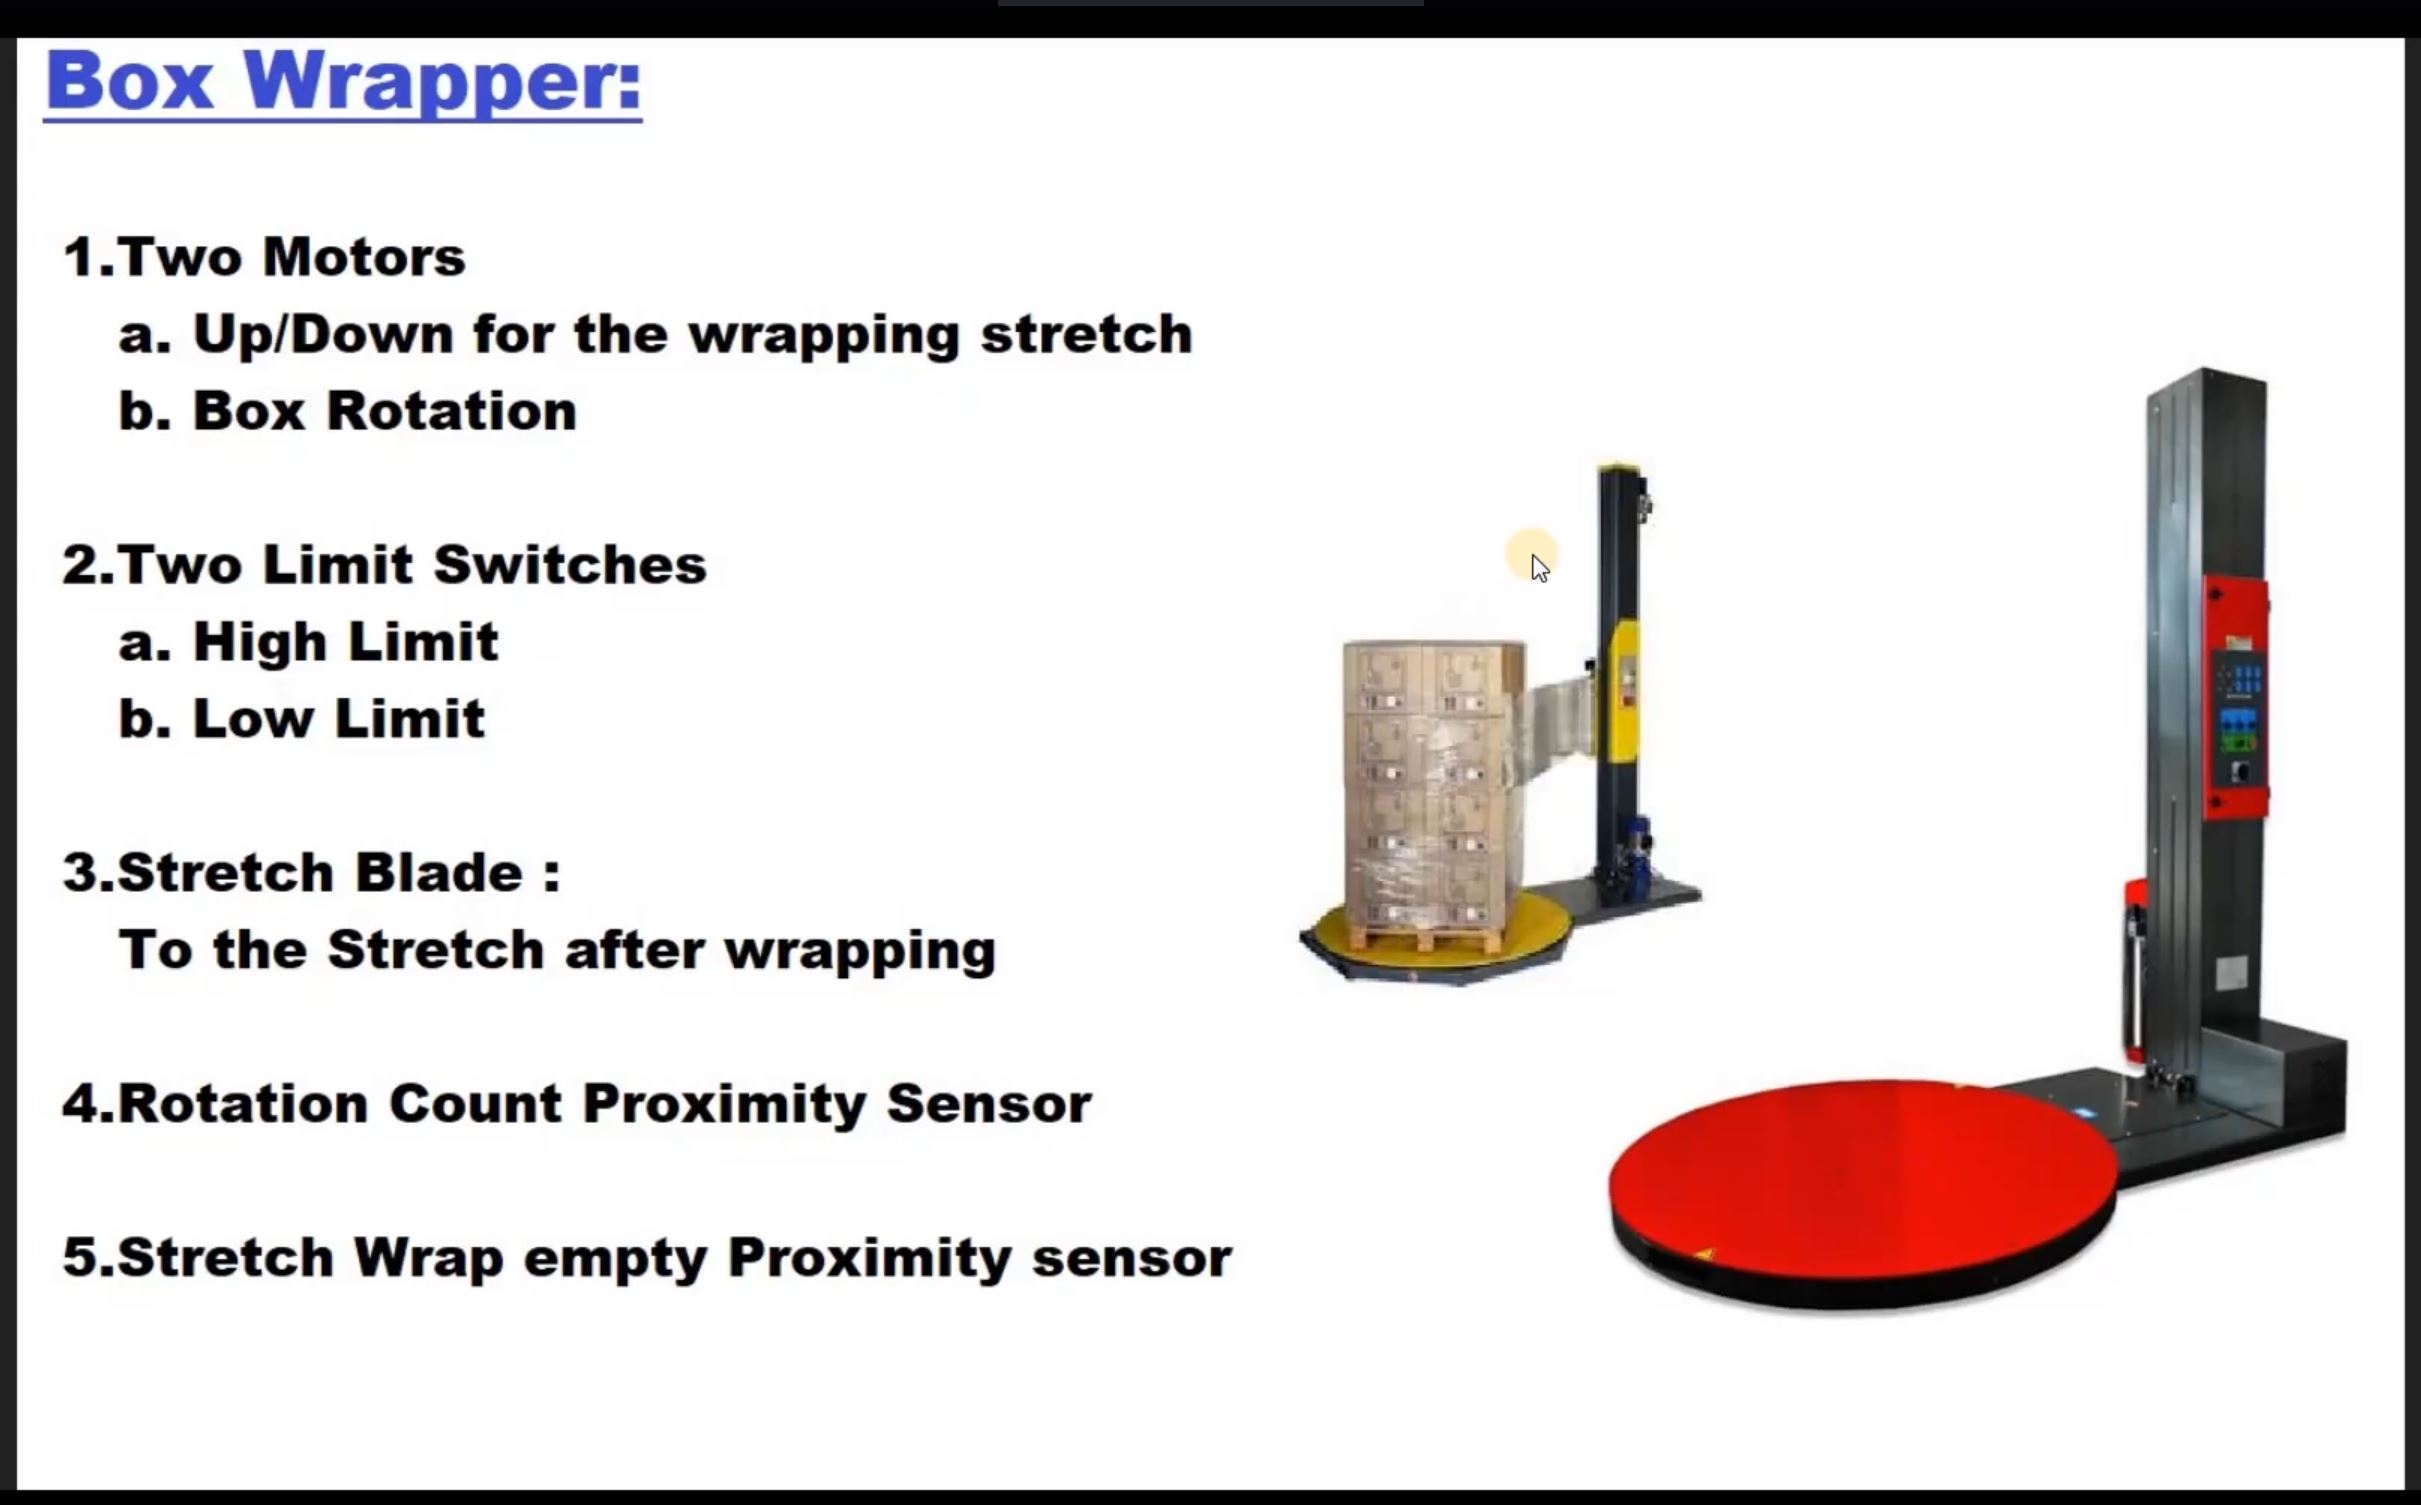 Box Wrapper:
1.Two Motors
a. Up/Down for the wrapping stretch
b. Box Rotation
2.Two Limit Switches
a. High Limit
b. Low Limit
3.Stretch Blade :
To the Stretch after wrapping
4.Rotation Count Proximity Sensor
5.Stretch Wrap empty Proximity sensor